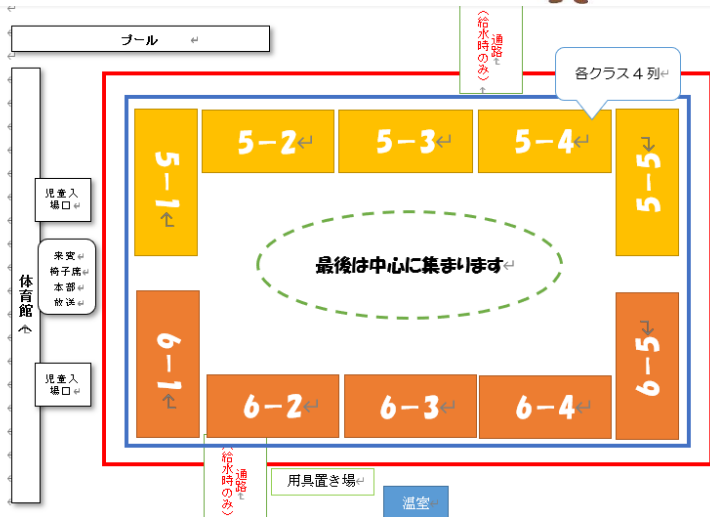 プール
通路
（給水時のみ）
各クラス４列
5－1
5－2
5－3
5－4
5－5
児童入
場口
来変
椅子席
本部
放送
体育館
最後は中心に集まります
児童入
場口
6－1
6－2
6－3
6－4
6－5
通路
（給水時のみ）
用具置き場
温室